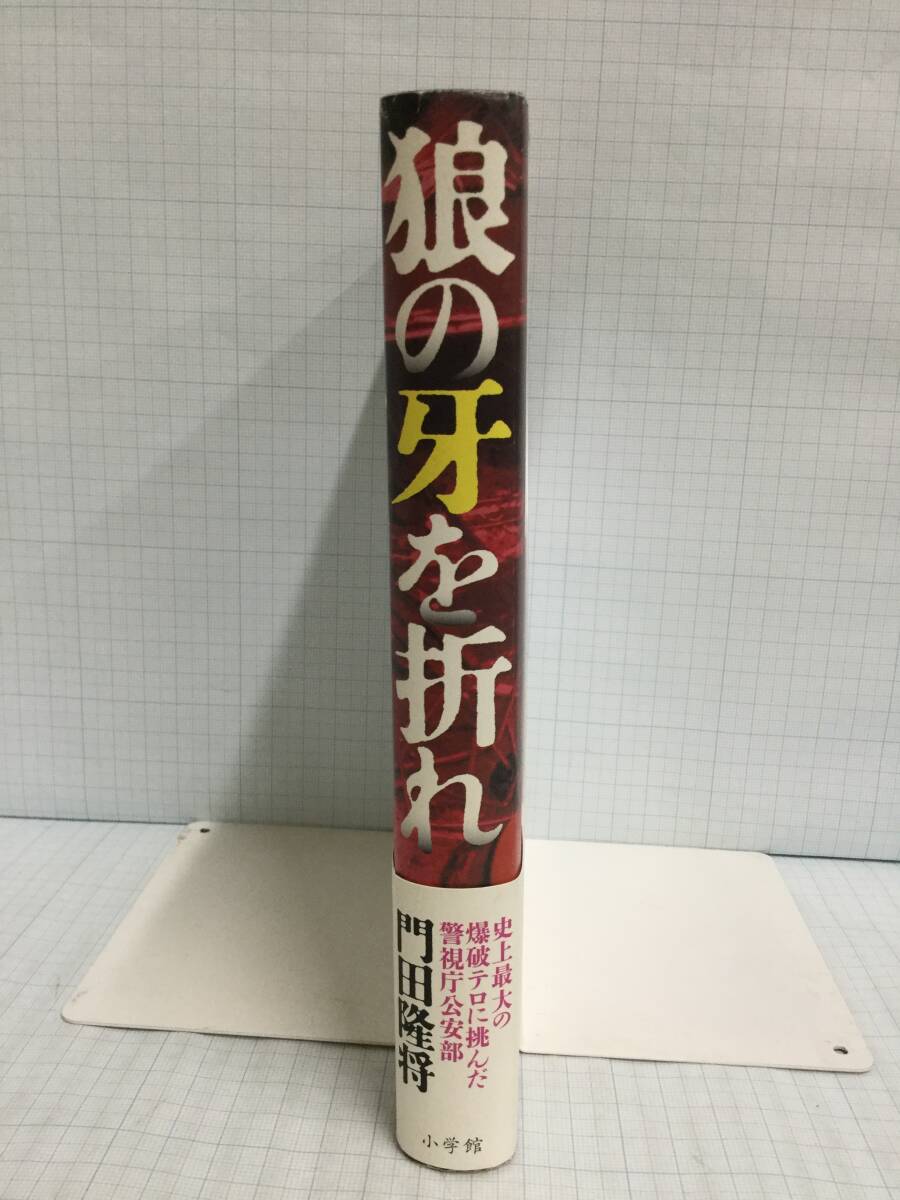 狼の牙を折れ
史上最大の
爆破テロに挑んだ
警視庁公安部
門田隆将
小学館